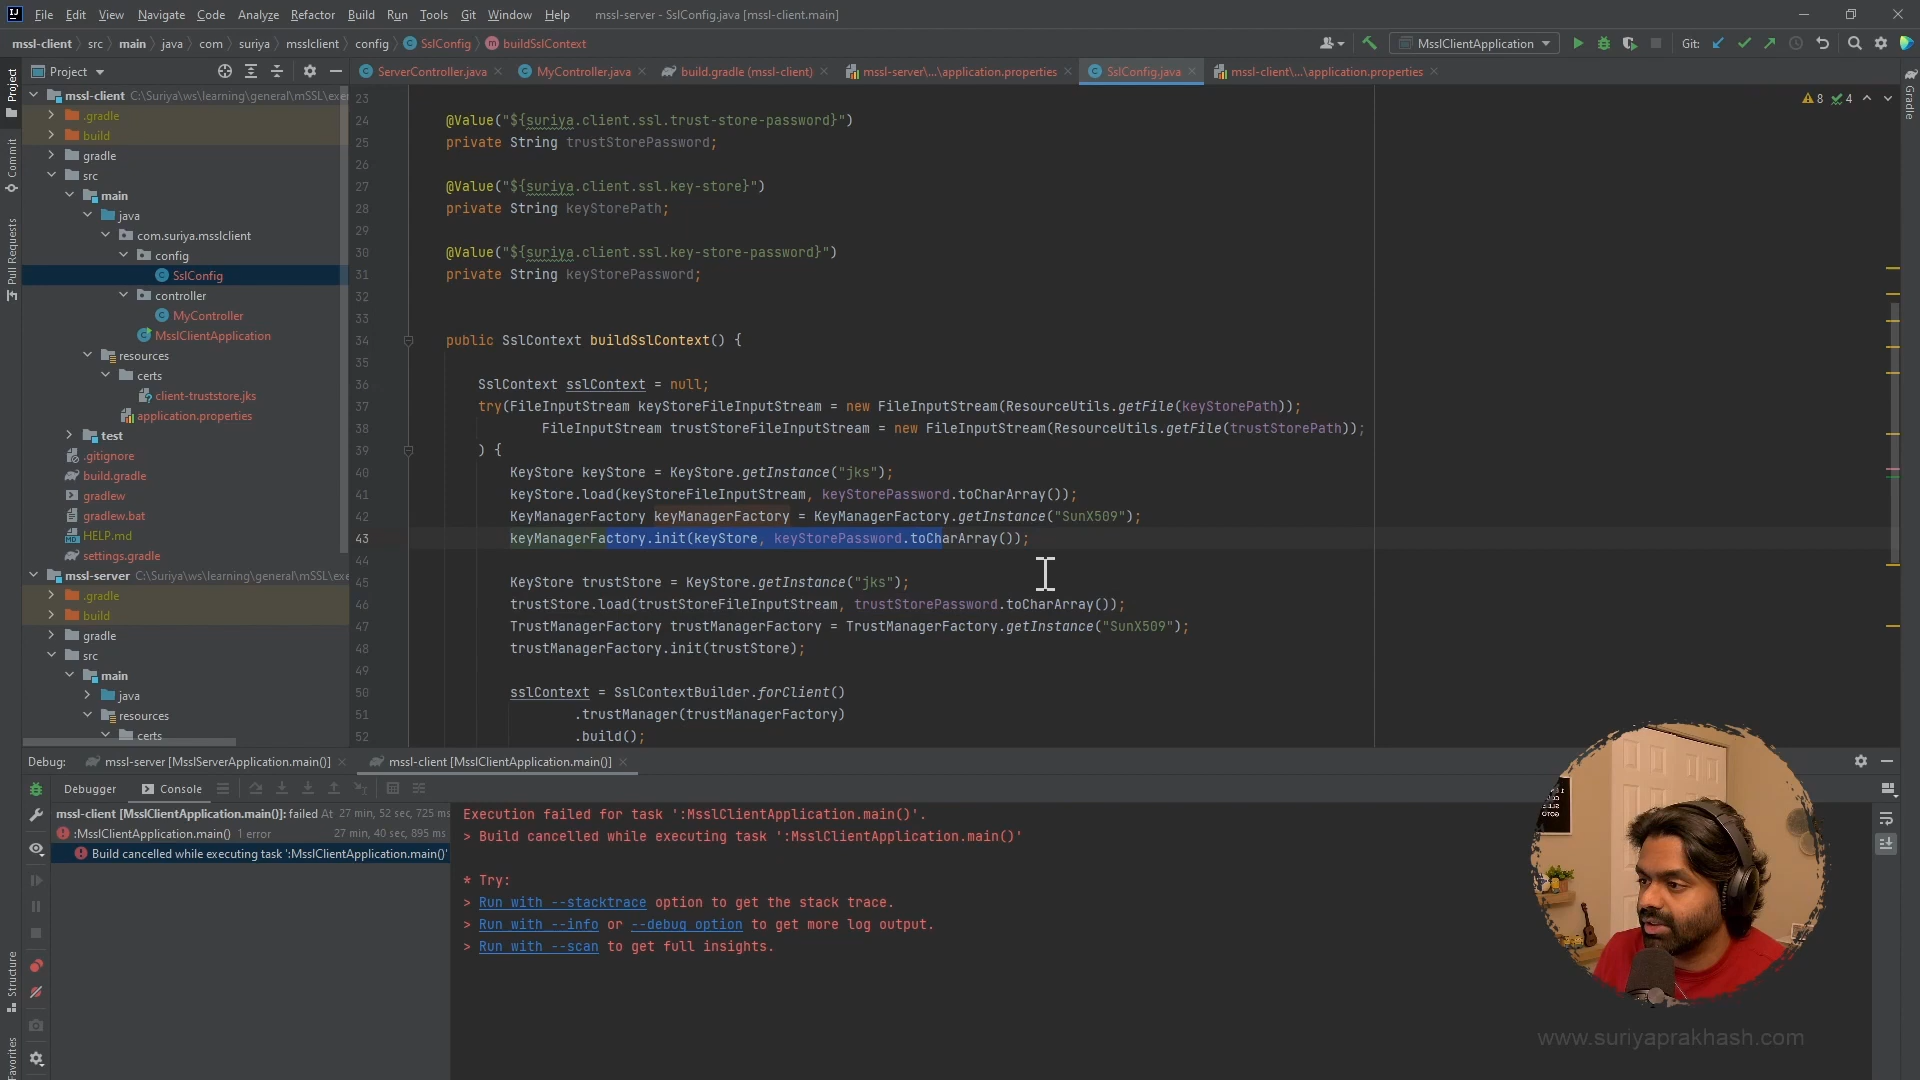 File Edit View Navigate Code Analyze Refactor Build Run Tools Git Window Help mssl-server - SslConfig.java [mssl-client.main]
mssl-client src main java com suriya msslclient config SslConfig buildSslContext MsslClientApplication Git:
Project ServerController.java MyController.java build.gradle (mssl-client) mssl-server\...\application.properties SslConfig.java mssl-client\...\application.properties
Project
Commit
Pull Requests
Structure
Favorites
Gradle
8 4
mssl-client C:\Suriya\ws\learning\general\mSSL\exe
.gradle
build
gradle
src
main
java
com.suriya.msslclient
config
SslConfig
controller
MyController
MsslClientApplication
resources
certs
client-truststore.jks
application.properties
test
.gitignore
build.gradle
gradlew
gradlew.bat
HELP.md
settings.gradle
mssl-server C:\Suriya\ws\learning\general\mSSL\exe
.gradle
build
gradle
src
main
java
resources
certs
23
24 @Value("${suriya.client.ssl.trust-store-password}")
25 private String trustStorePassword;
26
27 @Value("${suriya.client.ssl.key-store}")
28 private String keyStorePath;
29
30 @Value("${suriya.client.ssl.key-store-password}")
31 private String keyStorePassword;
32
33
34 public SslContext buildSslContext() {
35
36 SslContext sslContext = null;
37 try(FileInputStream keyStoreFileInputStream = new FileInputStream(ResourceUtils.getFile(keyStorePath));
38 FileInputStream trustStoreFileInputStream = new FileInputStream(ResourceUtils.getFile(trustStorePath));
39 ) {
40 KeyStore keyStore = KeyStore.getInstance("jks");
41 keyStore.load(keyStoreFileInputStream, keyStorePassword.toCharArray());
42 KeyManagerFactory keyManagerFactory = KeyManagerFactory.getInstance("SunX509");
43 keyManagerFactory.init(keyStore, keyStorePassword.toCharArray());
44
45 KeyStore trustStore = KeyStore.getInstance("jks");
46 trustStore.load(trustStoreFileInputStream, trustStorePassword.toCharArray());
47 TrustManagerFactory trustManagerFactory = TrustManagerFactory.getInstance("SunX509");
48 trustManagerFactory.init(trustStore);
49
50 sslContext = SslContextBuilder.forClient()
51 .trustManager(trustManagerFactory)
52 .build();
Debug: mssl-server [MsslServerApplication.main()] mssl-client [MsslClientApplication.main()]
Debugger Console
mssl-client [MsslClientApplication.main()]: failed At 27 min, 52 sec, 725 ms
:MsslClientApplication.main() 1 error 27 min, 40 sec, 895 ms
Build cancelled while executing task ':MsslClientApplication.main()'
Execution failed for task ':MsslClientApplication.main()'.
> Build cancelled while executing task ':MsslClientApplication.main()'
* Try:
> Run with --stacktrace option to get the stack trace.
> Run with --info or --debug option to get more log output.
> Run with --scan to get full insights.
www.suriyaprakhash.com